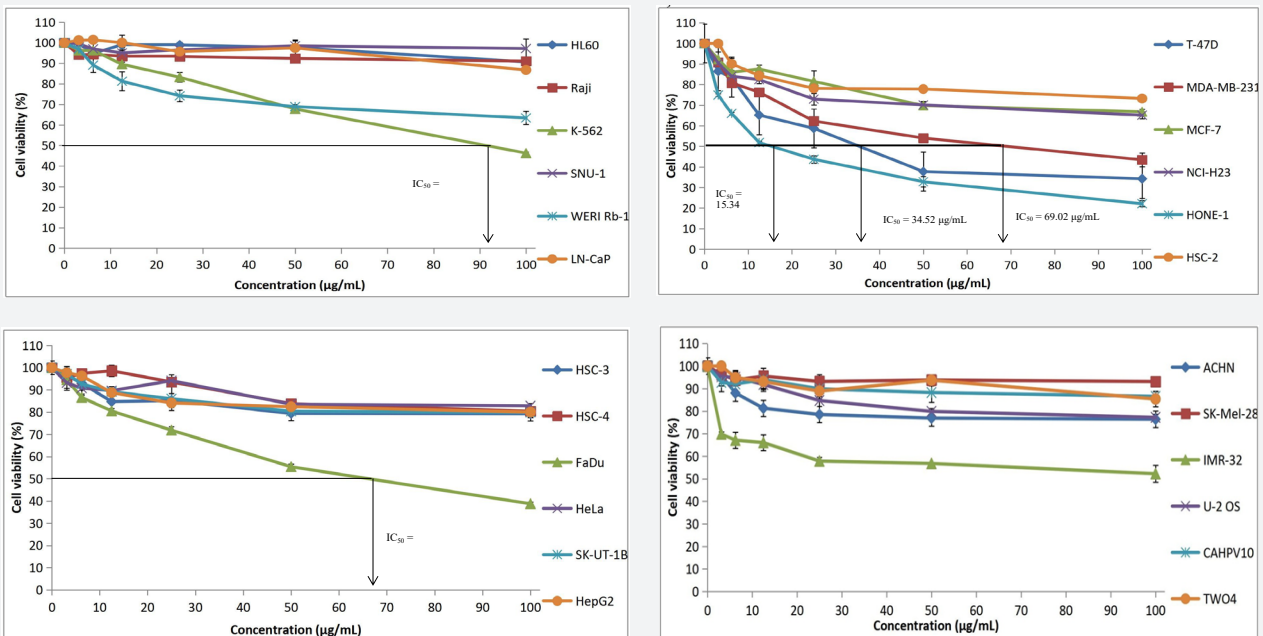 110
100
90
80
70
60
50
40
30
20
10
0
Cell viability (%)
IC50 =
0 10 20 30 40 50 60 70 80 90 100
Concentration (µg/mL)
HL60
Raji
K-562
SNU-1
WERI Rb-1
LN-CaP
110
100
90
80
70
60
50
40
30
20
10
0
Cell viability (%)
IC50 =
15.34
IC50 = 34.52 µg/mL
IC50 = 69.02 µg/mL
0 10 20 30 40 50 60 70 80 90 100
Concentration (µg/mL)
T-47D
MDA-MB-231
MCF-7
NCI-H23
HONE-1
HSC-2
110
100
90
80
70
60
50
40
30
20
10
0
Cell viability (%)
IC50 =
0 10 20 30 40 50 60 70 80 90 100
Concentration (µg/mL)
HSC-3
HSC-4
FaDu
HeLa
SK-UT-1B
HepG2
110
100
90
80
70
60
50
40
30
20
10
0
Cell viability (%)
0 10 20 30 40 50 60 70 80 90 100
Concentration (µg/mL)
ACHN
SK-Mel-28
IMR-32
U-2 OS
CAHPV10
TWO4